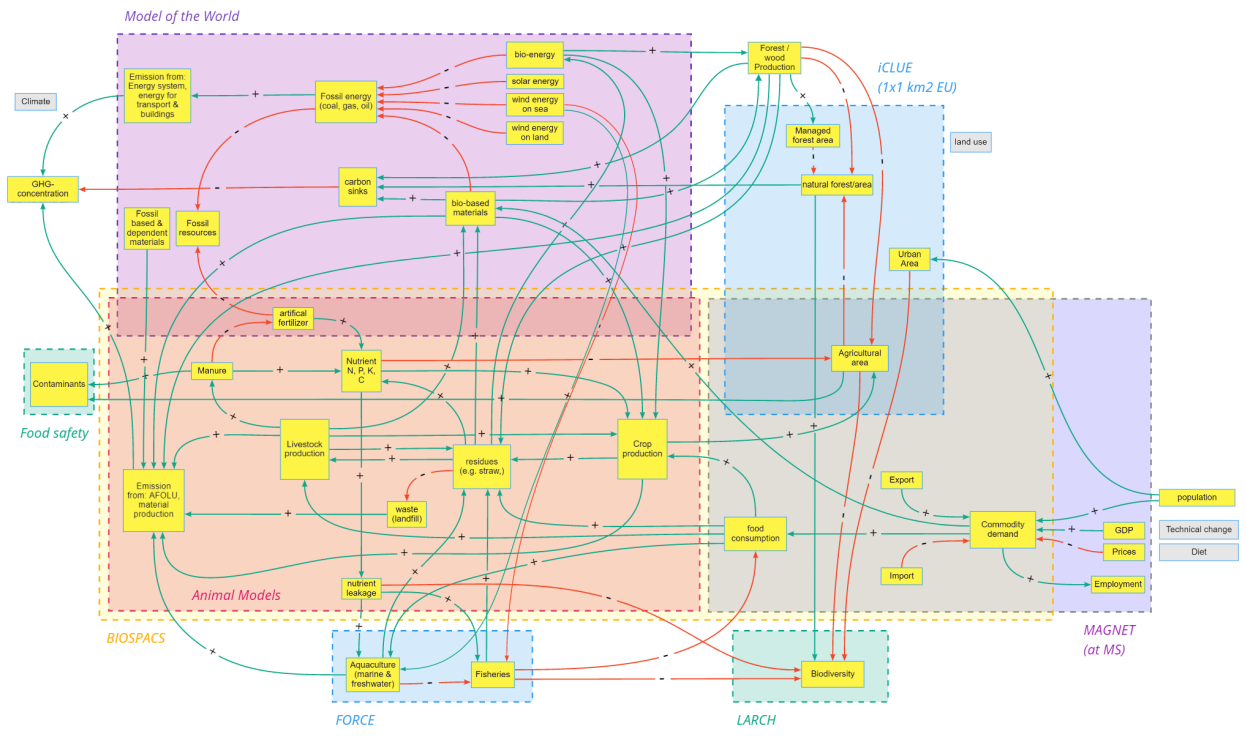 Model of the World
Emission from:
Energy system,
energy for
transport &
buildings
Fossil energy
(coal, gas, oil)
bio-energy
solar energy
wind energy
on sea
wind energy
on land
Forest /
wood
Production
iCLUE
(1x1 km2 EU)
Climate
Managed
forest area
land use
GHG-
concentration
carbon
sinks
natural forest/area
bio-based
materials
Fossil
based &
dependent
materials
Fossil
resources
Urban
Area
artifical
fertilizer
Contaminants
Manure
Nutrient
N, P, K,
C
Agricultural
area
Food safety
Livestock
production
residues
(e.g. straw,)
Crop
production
Emission
from: AFOLU,
material
production
waste
(landfill)
Export
population
food
consumption
Commodity
demand
GDP
Technical change
Prices
Diet
Import
Employment
nutrient
leakage
Animal Models
BIOSPACS
MAGNET
(at MS)
Aquaculture
(marine &
freshwater)
Fisheries
Biodiversity
FORCE
LARCH